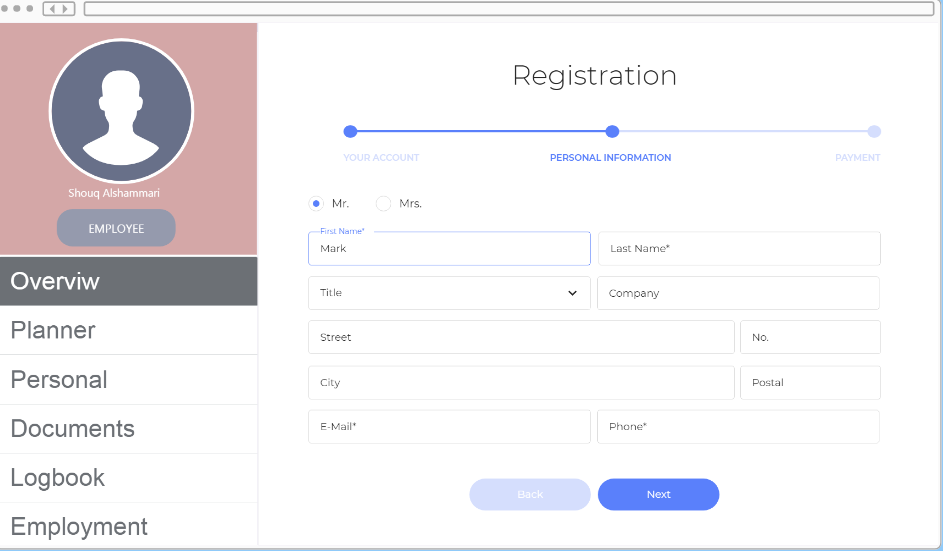 Shouq Alshammari
EMPLOYEE
Overviw
Planner
Personal
Documents
Logbook
Employment
Registration
YOUR ACCOUNT PERSONAL INFORMATION PAYMENT
Mr. Mrs.
First Name*
Mark Last Name*
Title Company
Street No.
City Postal
E-Mail* Phone*
Back Next